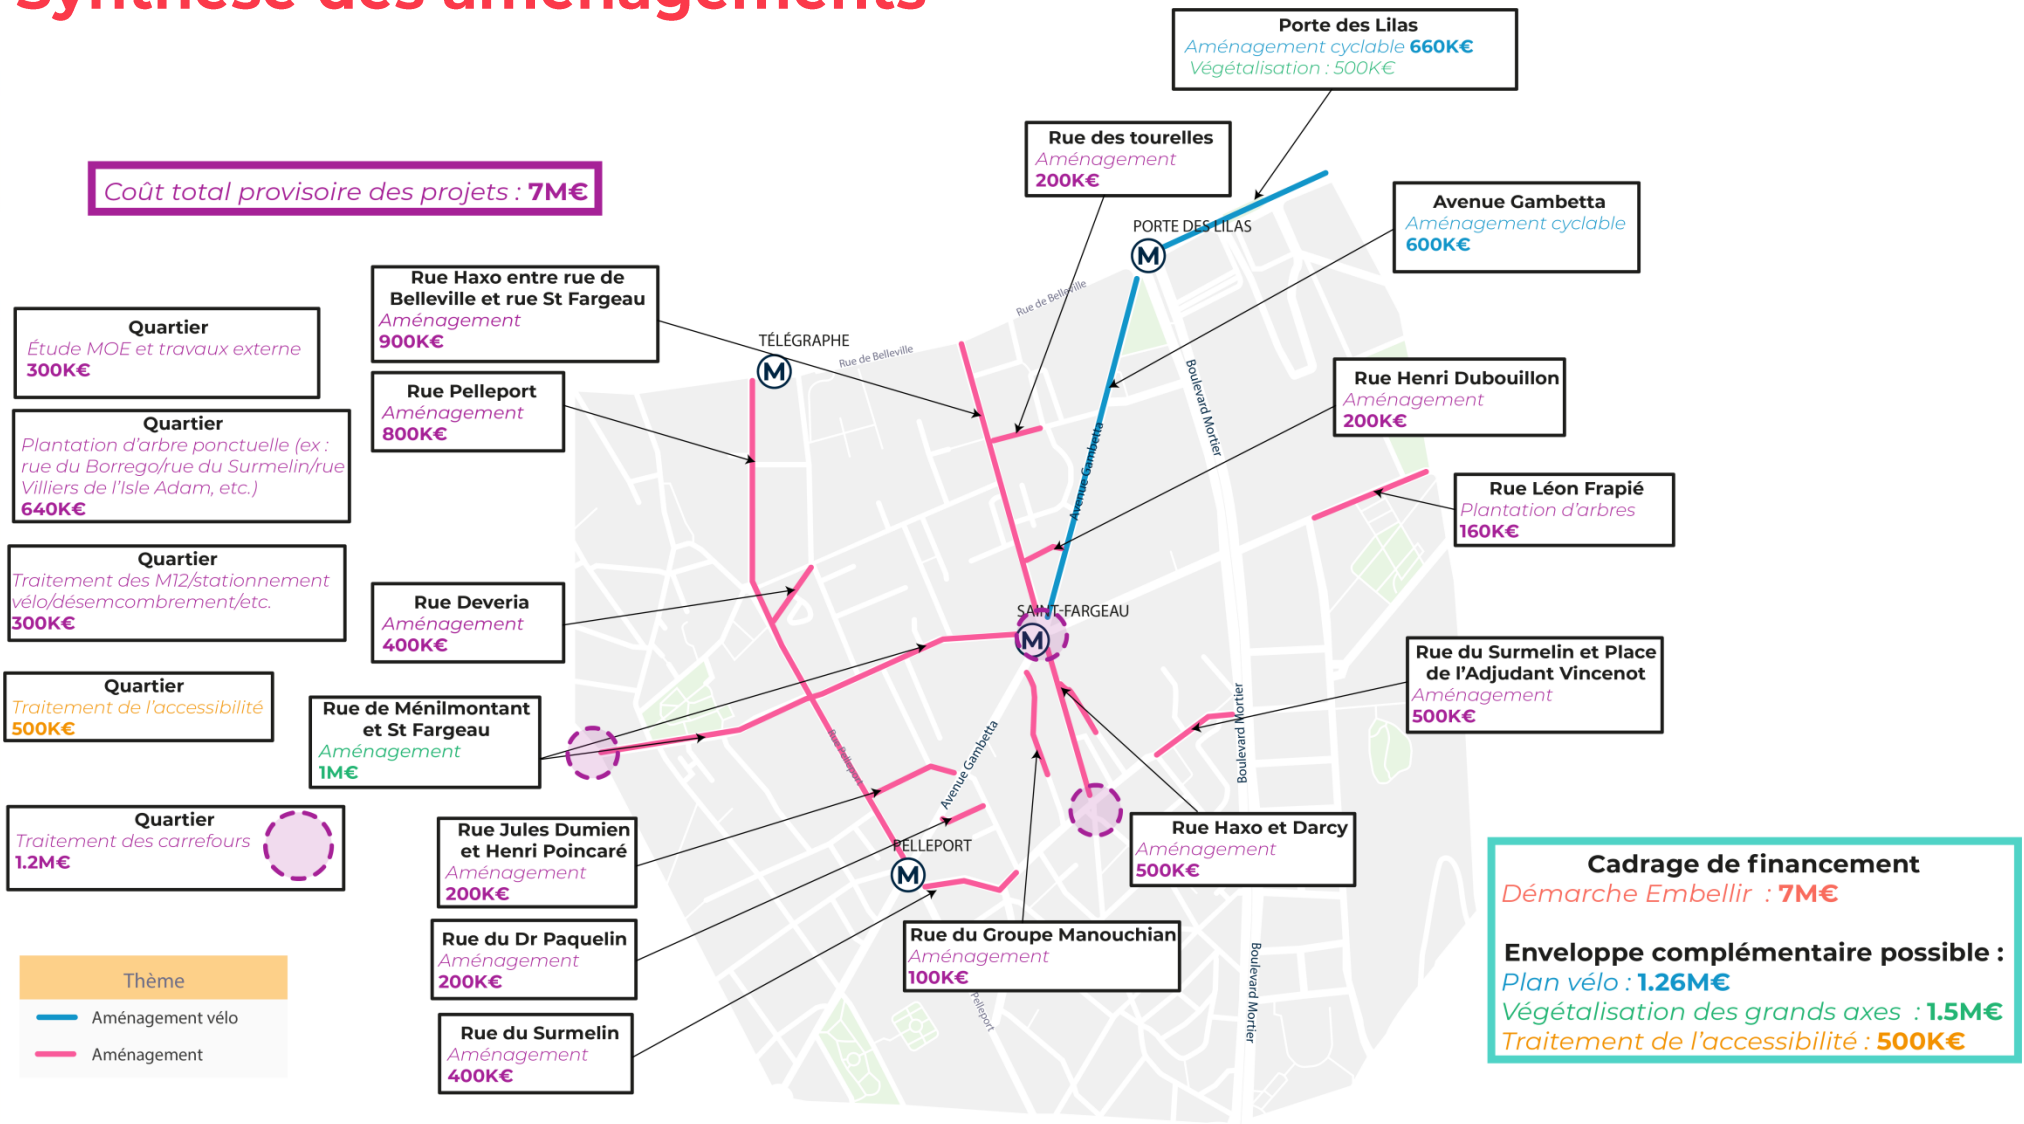 Synthèse des aménagements
Porte des Lilas
Aménagement cyclable 660K€
Végétalisation : 500K€
Rue des tourelles
Aménagement
200K€
Coût total provisoire des projets : 7M€
PORTE DES LILAS
M
Avenue Gambetta
Aménagement cyclable
600K€
Rue Haxo entre rue de
Belleville et rue St Fargeau
Aménagement
900K€
Rue de Belleville
Quartier
Étude MOE et travaux externe
300K€
TÉLÉGRAPHE
M
Rue de Belleville
Boulevard Mortier
Rue Henri Dubouillon
Aménagement
200K€
Rue Pelleport
Aménagement
800K€
Quartier
Plantation d'arbre ponctuelle (ex :
rue du Borrego/rue du Surmelin/rue
Villiers de l'Isle Adam, etc.)
640K€
Avenue Gambetta
Rue Léon Frapié
Plantation d'arbres
160K€
Quartier
Traitement des M12/stationnement
vélo/désemcombrement/etc.
300K€
Rue Deveria
Aménagement
400K€
SAINT-FARGEAU
M
Rue du Surmelin et Place
de l'Adjudant Vincenot
Aménagement
500K€
Quartier
Traitement de l'accessibilité
500K€
Rue de Ménilmontant
et St Fargeau
Aménagement
1M€
Rue Pelleport
Avenue Gambetta
Boulevard Mortier
Quartier
Traitement des carrefours
1.2M€
Rue Jules Dumien
et Henri Poincaré
Aménagement
200K€
PELLEPORT
M
Rue Haxo et Darcy
Aménagement
500K€
Rue du Dr Paquelin
Aménagement
200K€
Rue du Groupe Manouchian
Aménagement
100K€
Pelleport
Boulevard Mortier
Rue du Surmelin
Aménagement
400K€
Thème
Aménagement vélo
Aménagement
Cadrage de financement
Démarche Embellir : 7M€
Enveloppe complémentaire possible :
Plan vélo : 1.26M€
Végétalisation des grands axes : 1.5M€
Traitement de l'accessibilité : 500K€